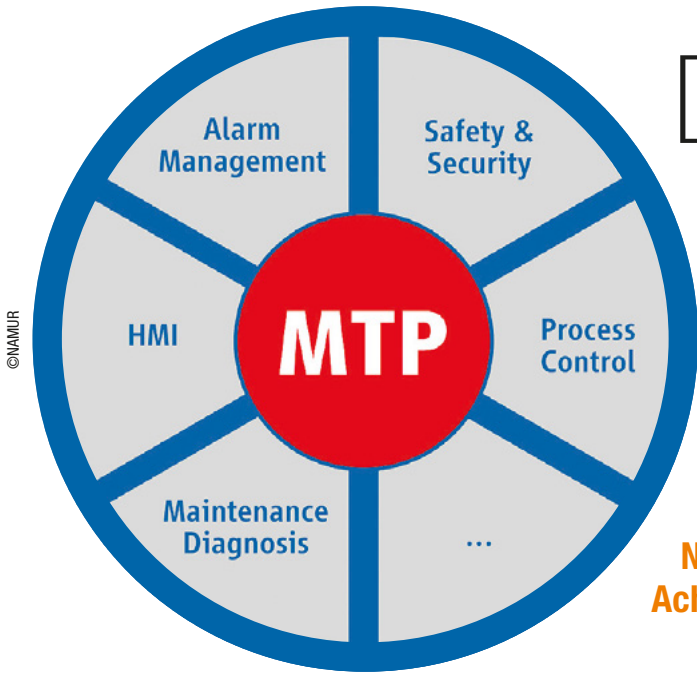 Alarm
Management
Safety &
Security
HMI
MTP
Process
Control
Maintenance
Diagnosis
...
©NAMUR